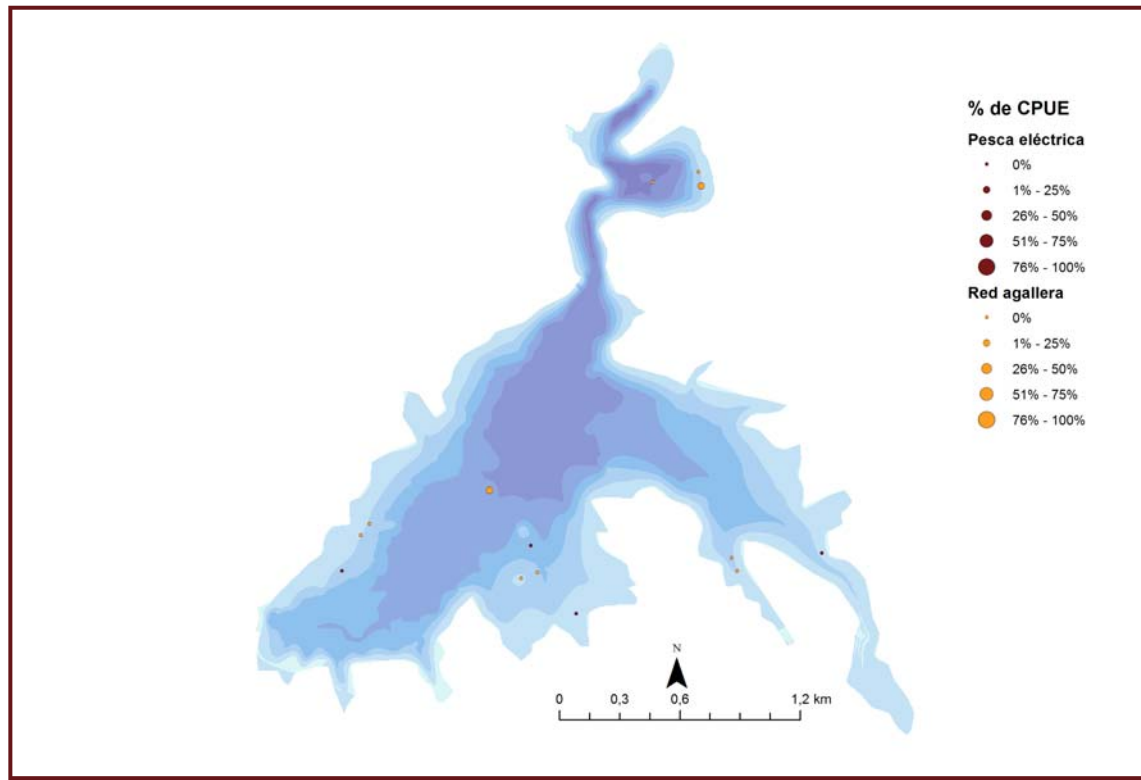 % de CPUE
Pesca eléctrica
0%
1% - 25%
26% - 50%
51% - 75%
76% - 100%
Red agallera
0%
1% - 25%
26% - 50%
51% - 75%
76% - 100%
N
0 0,3 0,6 1,2 km